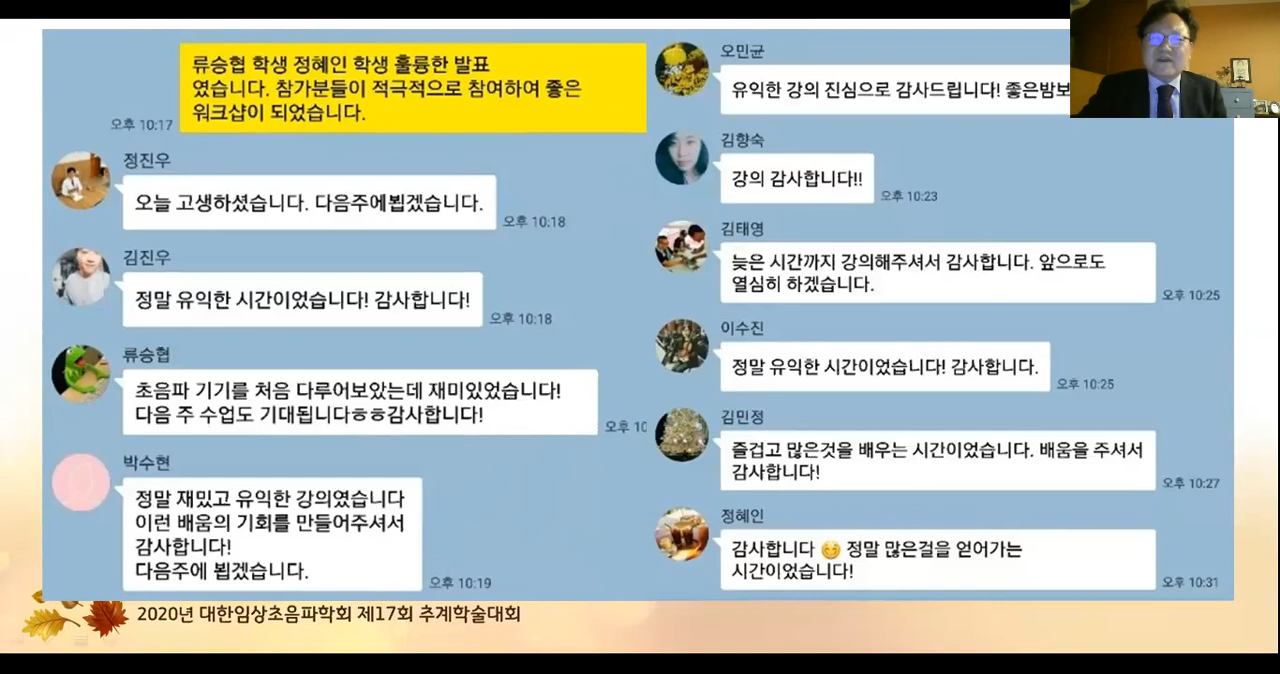 류승협 학생 정혜인 학생 훌륭한 발표
였습니다. 참가분들이 적극적으로 참여하여 좋은
워크샵이 되었습니다.
오후 10:17
정진우
오늘 고생하셨습니다. 다음주에뵙겠습니다.
오후 10:18
김진우
정말 유익한 시간이었습니다! 감사합니다!
오후 10:18
류승협
초음파 기기를 처음 다루어보았는데 재미있었습니다!
다음 주 수업도 기대됩니다ㅎㅎ감사합니다!
오후 10
박수현
정말 재밌고 유익한 강의였습니다
이런 배움의 기회를 만들어주셔서
감사합니다!
다음주에 뵙겠습니다.
오후 10:19
오민균
유익한 강의 진심으로 감사드립니다! 좋은밤보
김향숙
강의 감사합니다!!
오후 10:23
김태영
늦은 시간까지 강의해주셔서 감사합니다. 앞으로도
열심히 하겠습니다.
오후 10:25
이수진
정말 유익한 시간이었습니다! 감사합니다.
오후 10:25
김민정
즐겁고 많은것을 배우는 시간이었습니다. 배움을 주셔서
감사합니다!
오후 10:27
정혜인
감사합니다 😊 정말 많은걸을 얻어가는
시간이었습니다!
오후 10:31
2020년 대한임상초음파학회 제17회 추계학술대회